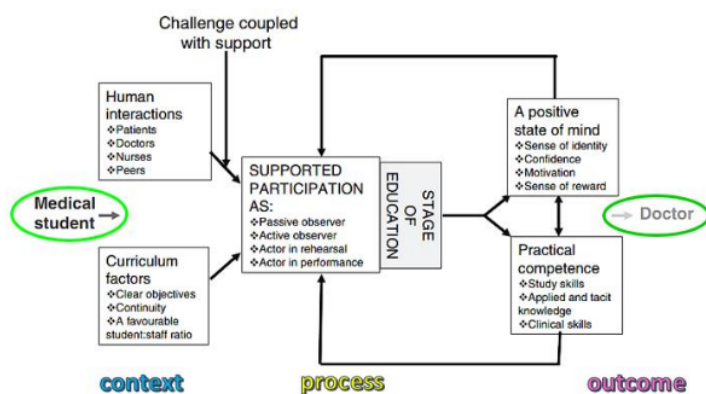 Challenge coupled
with support
Human
interactions
❖Patients
❖Doctors
❖Nurses
❖Peers
Medical
student
Curriculum
factors
❖Clear objectives
❖Continuity
❖A favourable
student:staff ratio
SUPPORTED
PARTICIPATION
AS:
❖Passive observer
❖Active observer
❖Actor in rehearsal
❖Actor in performance
STAGE
OF
EDUCATION
A positive
state of mind
❖Sense of identity
❖Confidence
❖Motivation
❖Sense of reward
Doctor
Practical
competence
❖Study skills
❖Applied and tacit
knowledge
❖Clinical skills
context
process
outcome